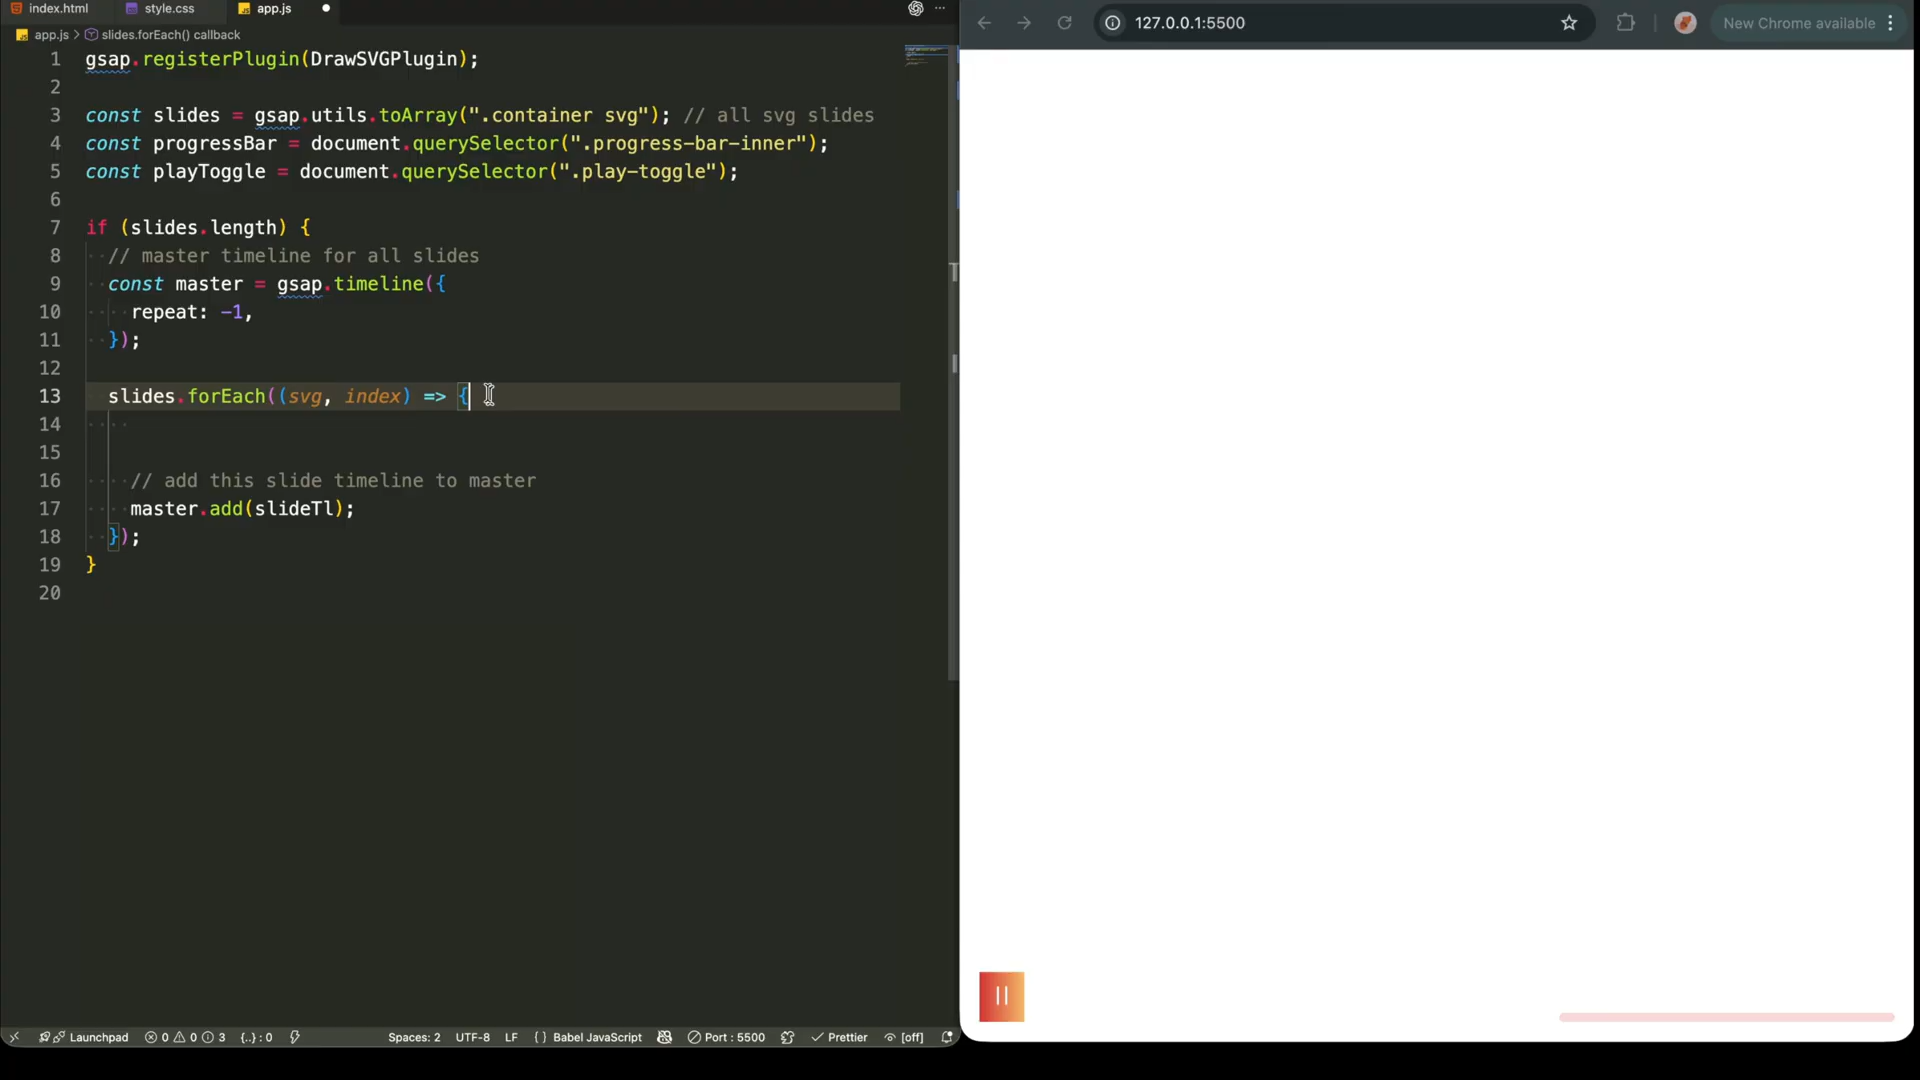 index.html style.css app.js
127.0.0.1:5500 New Chrome available
app.js > slides.forEach() callback
1 gsap.registerPlugin(DrawSVGPlugin);
2
3 const slides = gsap.utils.toArray(".container svg"); // all svg slides
4 const progressBar = document.querySelector(".progress-bar-inner");
5 const playToggle = document.querySelector(".play-toggle");
6
7 if (slides.length) {
8 // master timeline for all slides
9 const master = gsap.timeline({
10 repeat: -1,
11 });
12
13 slides.forEach((svg, index) => {
14
15
16 // add this slide timeline to master
17 master.add(slideTl);
18 });
19 }
20
Launchpad 0 0 3 {..} : 0 Spaces: 2 UTF-8 LF { } Babel JavaScript Port : 5500 Prettier [off]